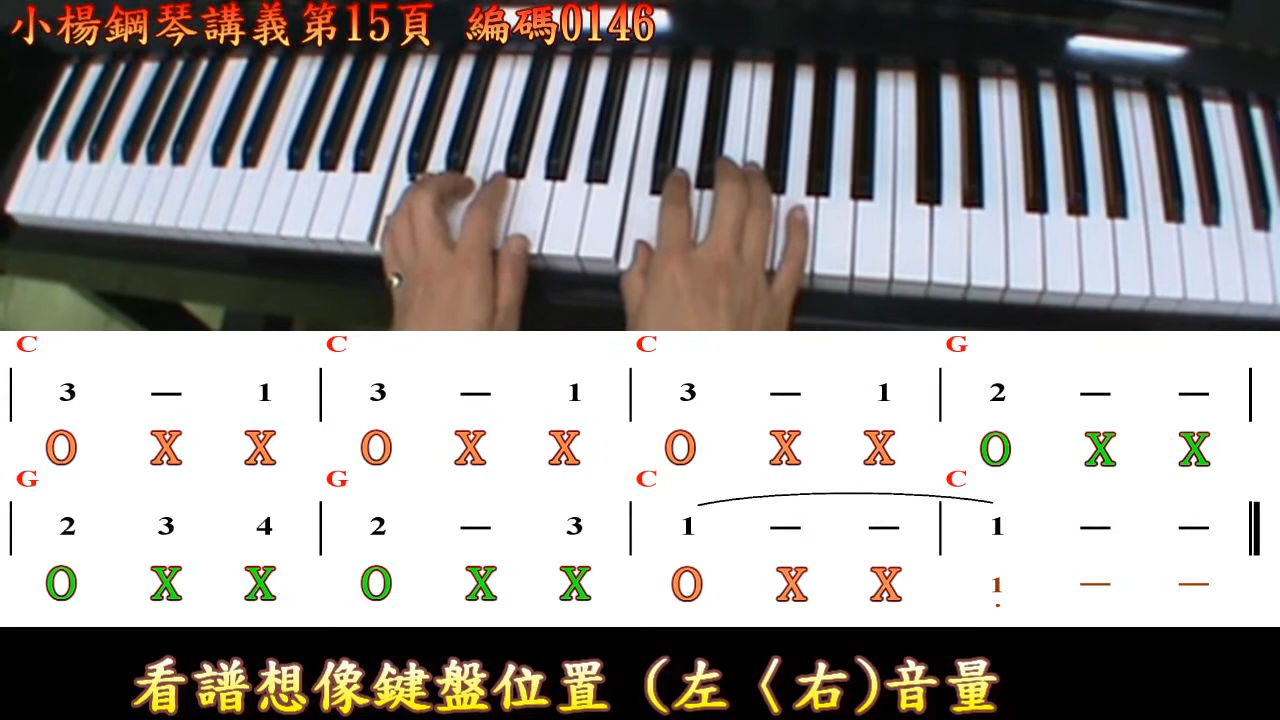 小楊鋼琴講義第15頁 編碼0146
C C C G
| 3 — 1 | 3 — 1 | 3 — 1 | 2 — — |
O X X O X X O X X O X X
G G C C
| 2 3 4 | 2 — 3 | 1 — — | 1 — — ‖
O X X O X X O X X 1̣ — —
看譜想像鍵盤位置 (左〈右)音量